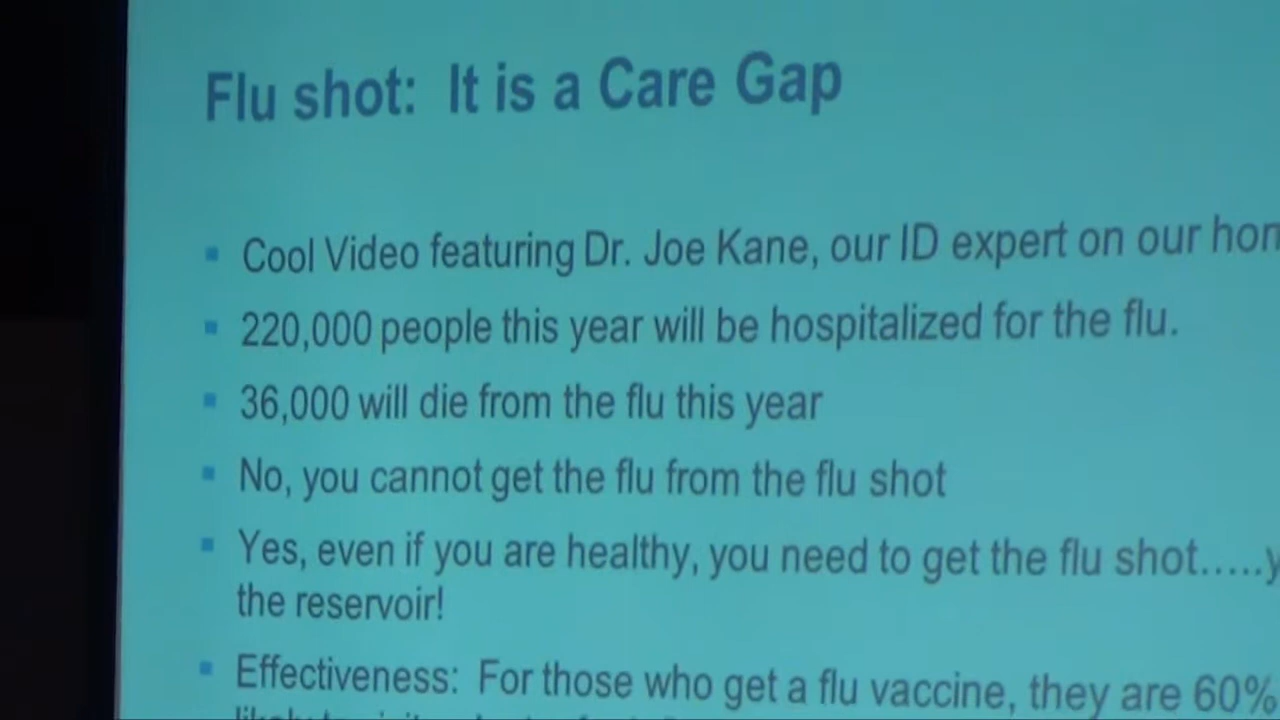 Flu shot: It is a Care Gap
Cool Video featuring Dr. Joe Kane, our ID expert on our
220,000 people this year will be hospitalized for the flu.
36,000 will die from the flu this year
No, you cannot get the flu from the flu shot
Yes, even if you are healthy, you need to get the flu shot.....
the reservoir!
Effectiveness: For those who get a flu vaccine, they are 60%